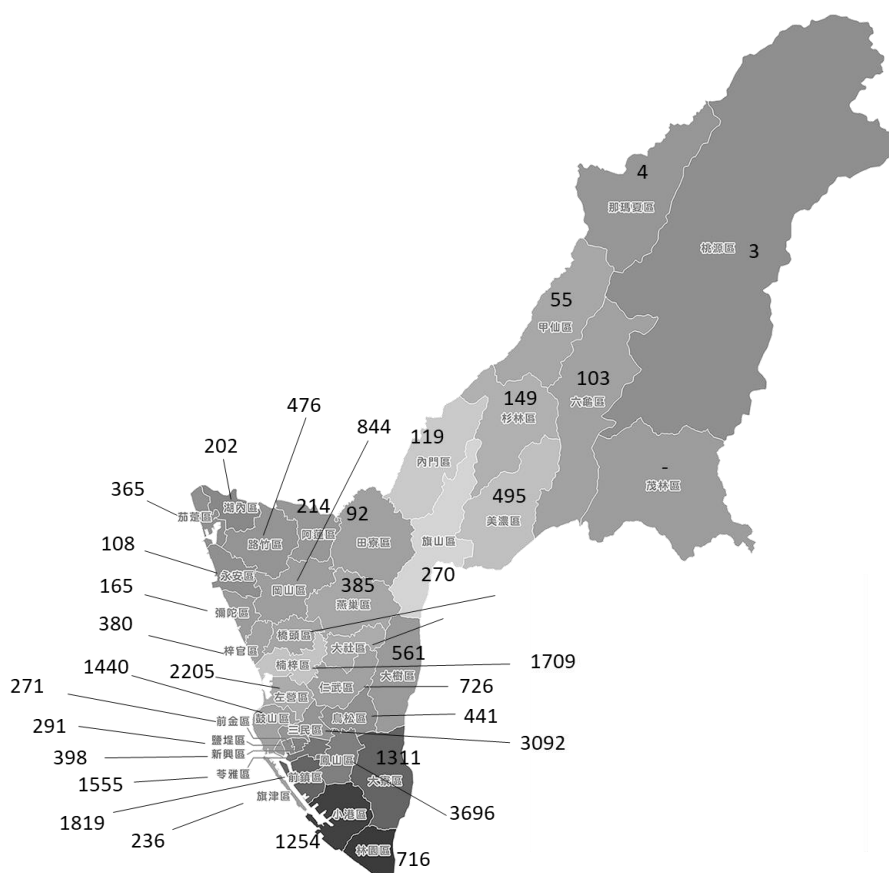 4
那瑪夏區
桃源區 3
55
甲仙區
103
六龜區
149
杉林區
119
內門區
-
茂林區
495
美濃區
旗山區
270
476
844
202
365
湖內區
茄萣區
214
阿蓮區
92
田寮區
路竹區
108
永安區
岡山區
385
燕巢區
165
彌陀區
380
梓官區
橋頭區
大社區
561
大樹區
1440
2205
楠梓區
1709
左營區
仁武區
726
271
前金區
鼓山區
鳥松區
441
291
鹽埕區
三民區
3092
398
新興區
鳳山區
1311
大寮區
1555
苓雅區
前鎮區
旗津區
1819
236
小港區
3696
1254
林園區
716